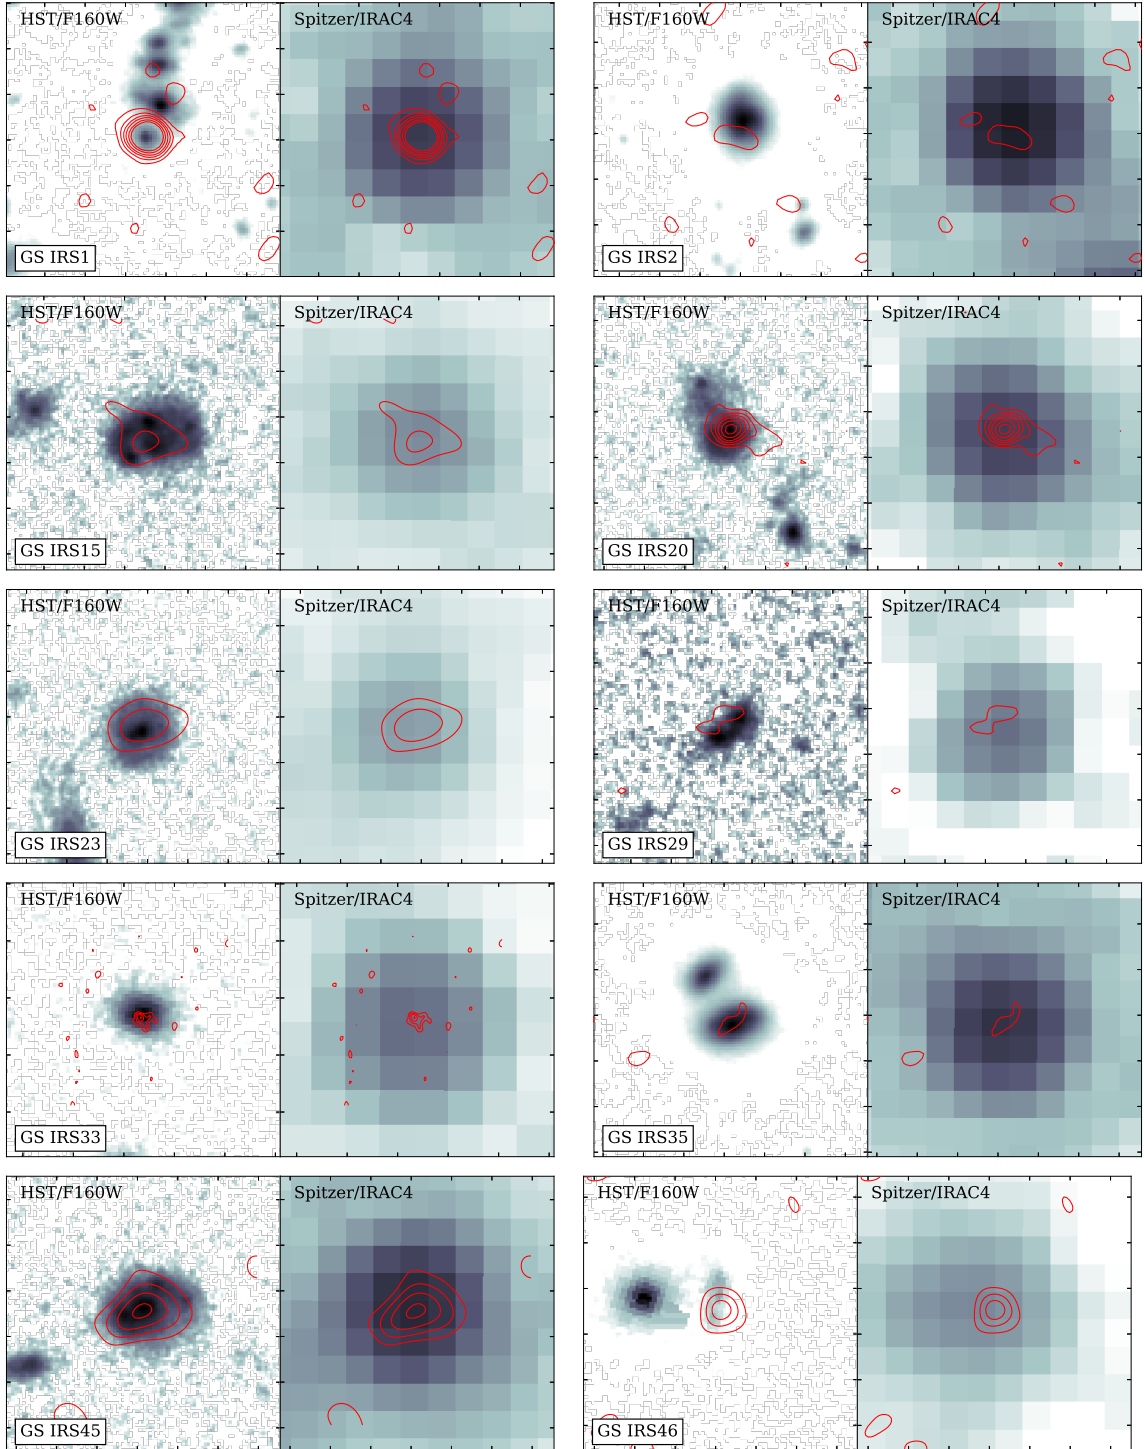 HST/F160W
Spitzer/IRAC4
GS IRS1
HST/F160W
Spitzer/IRAC4
GS IRS2
HST/F160W
Spitzer/IRAC4
GS IRS15
HST/F160W
Spitzer/IRAC4
GS IRS20
HST/F160W
Spitzer/IRAC4
GS IRS23
HST/F160W
Spitzer/IRAC4
GS IRS29
HST/F160W
Spitzer/IRAC4
GS IRS33
HST/F160W
Spitzer/IRAC4
GS IRS35
HST/F160W
Spitzer/IRAC4
GS IRS45
HST/F160W
Spitzer/IRAC4
GS IRS46